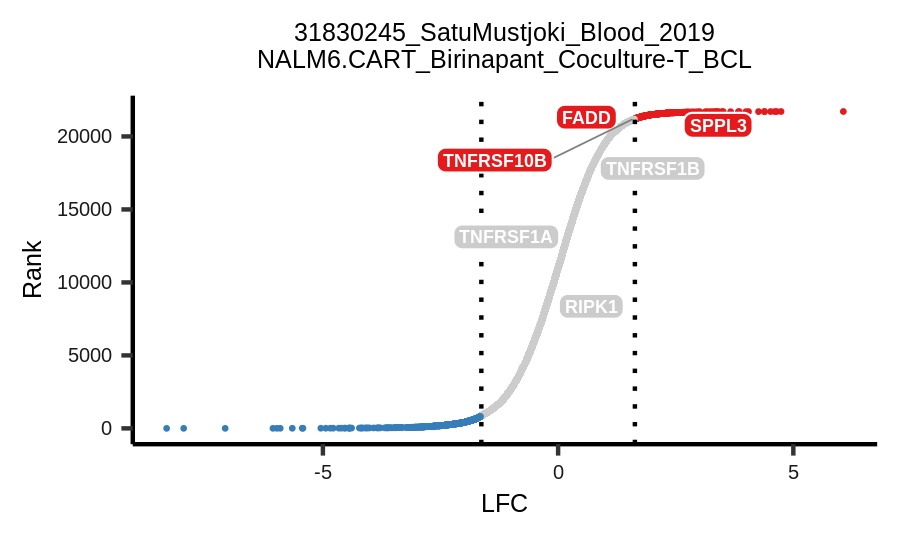 31830245_SatuMustjoki_Blood_2019
NALM6.CART_Birinapant_Coculture-T_BCL
FADD
SPPL3
TNFRSF10B
TNFRSF1B
TNFRSF1A
RIPK1
Rank
20000
15000
10000
5000
0
-5
0
5
LFC